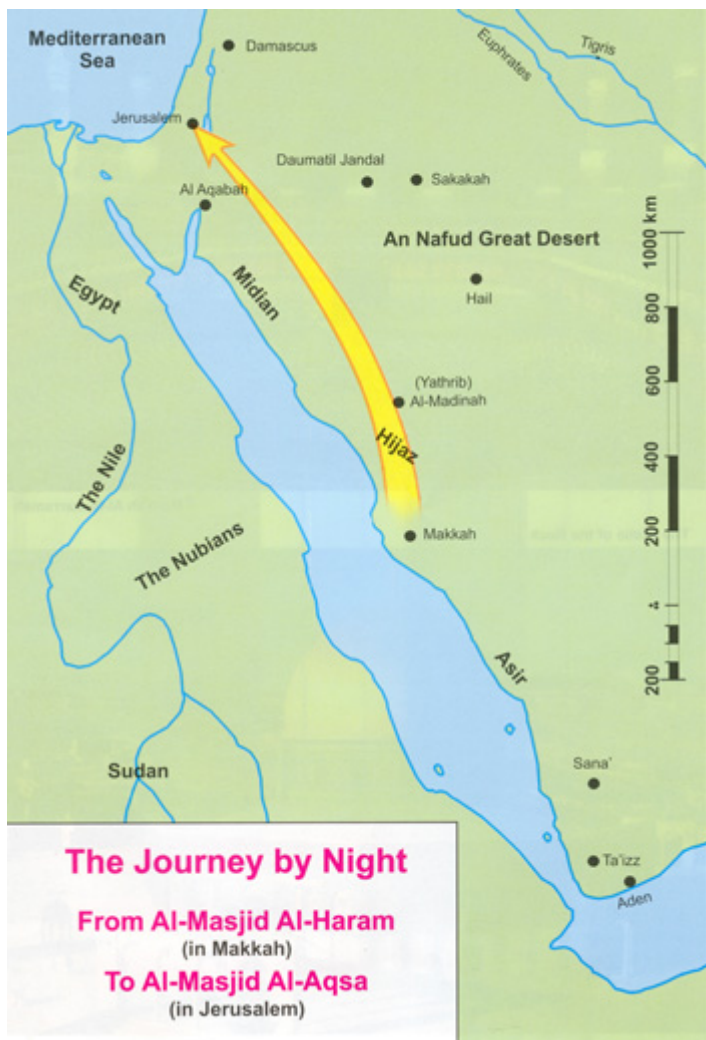 Mediterranean
Sea
Damascus
Tigris
Euphrates
Jerusalem
Daumatil Jandal
Sakakah
Al Aqabah
An Nafud Great Desert
Hail
Midian
Egypt
(Yathrib)
Al-Madinah
Hijaz
The Nile
Makkah
The Nubians
Asir
Sudan
Sana'
Ta'izz
Aden
1000 km
800
600
400
200
200
The Journey by Night
From Al-Masjid Al-Haram
(in Makkah)
To Al-Masjid Al-Aqsa
(in Jerusalem)